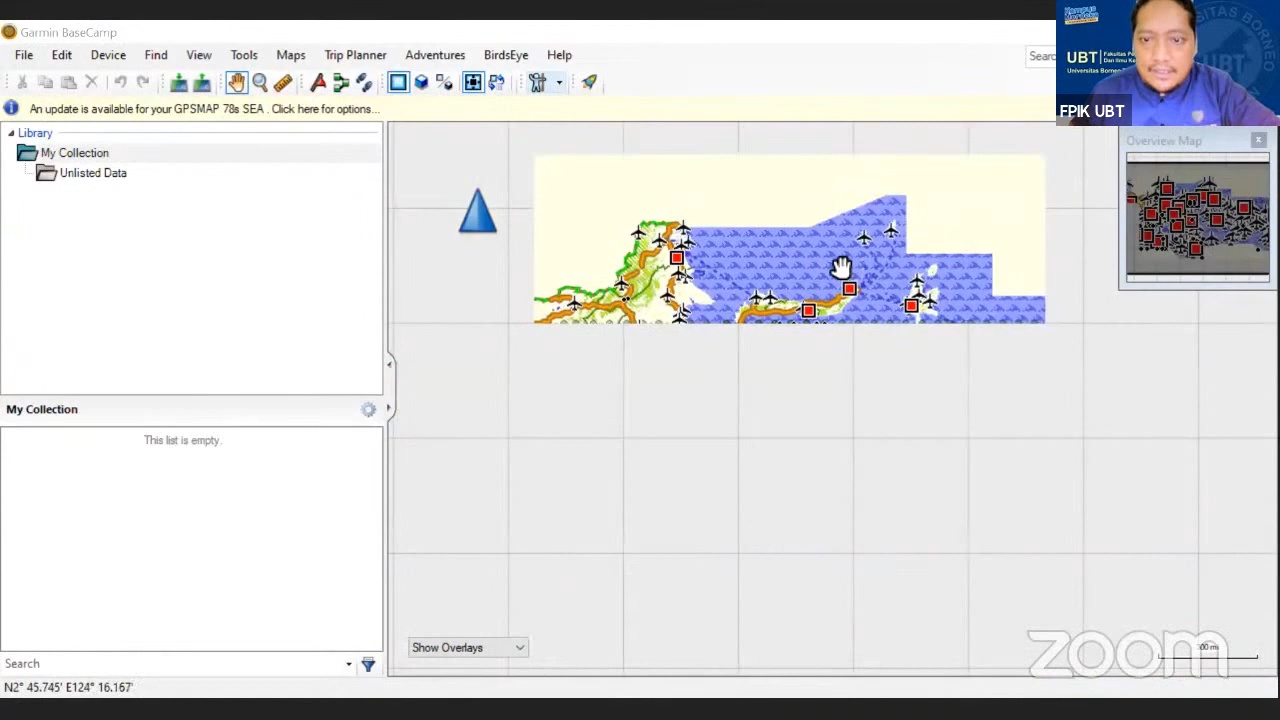 Garmin BaseCamp
File Edit Device Find View Tools Maps Trip Planner Adventures BirdsEye Help
Searc
An update is available for your GPSMAP 78s SEA . Click here for options...
Library
My Collection
Unlisted Data
My Collection
This list is empty.
Search
N2° 45.745' E124° 16.167'
Show Overlays
Overview Map
zoom
UBT
FPIK UBT